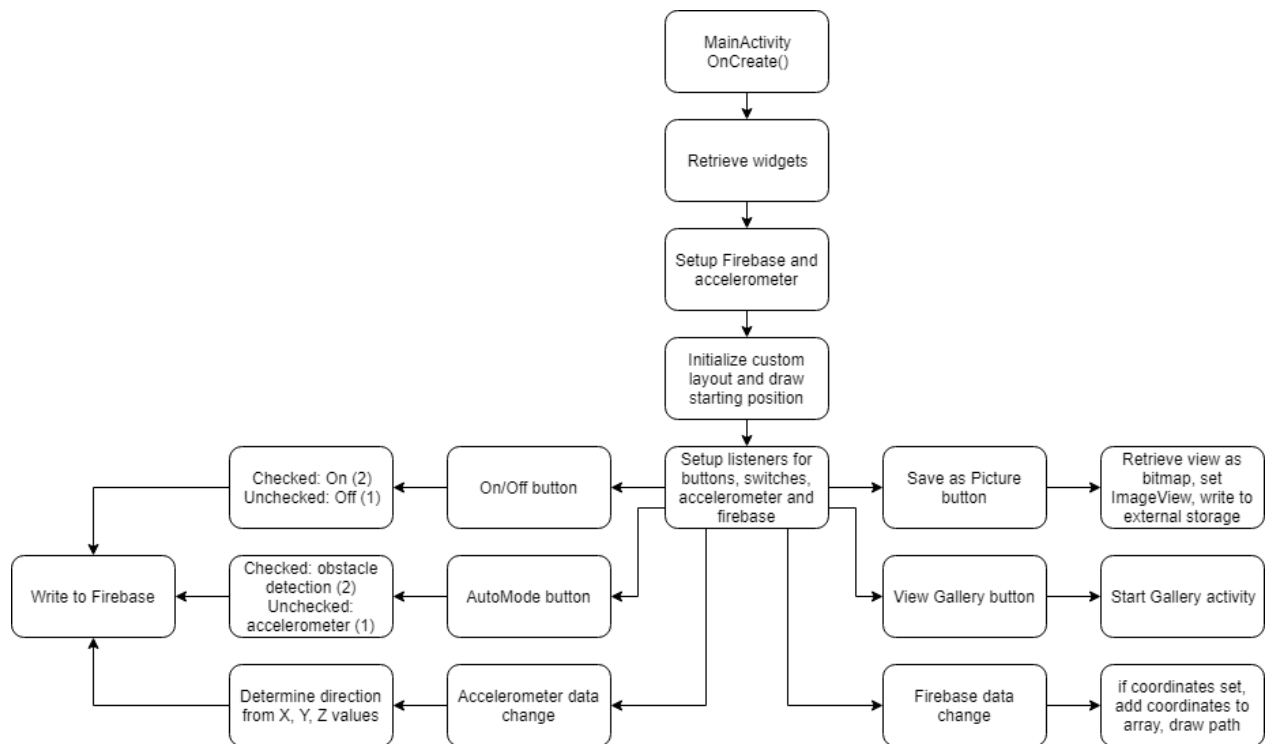 MainActivity
OnCreate()
Retrieve widgets
Setup Firebase and
accelerometer
Initialize custom
layout and draw
starting position
Setup listeners for
buttons, switches,
accelerometer and
firebase
On/Off button
Checked: On (2)
Unchecked: Off (1)
Save as Picture
button
Retrieve view as
bitmap, set
ImageView, write to
external storage
Write to Firebase
Checked: obstacle
detection (2)
Unchecked:
accelerometer (1)
AutoMode button
View Gallery button
Start Gallery activity
Determine direction
from X, Y, Z values
Accelerometer data
change
Firebase data
change
if coordinates set,
add coordinates to
array, draw path